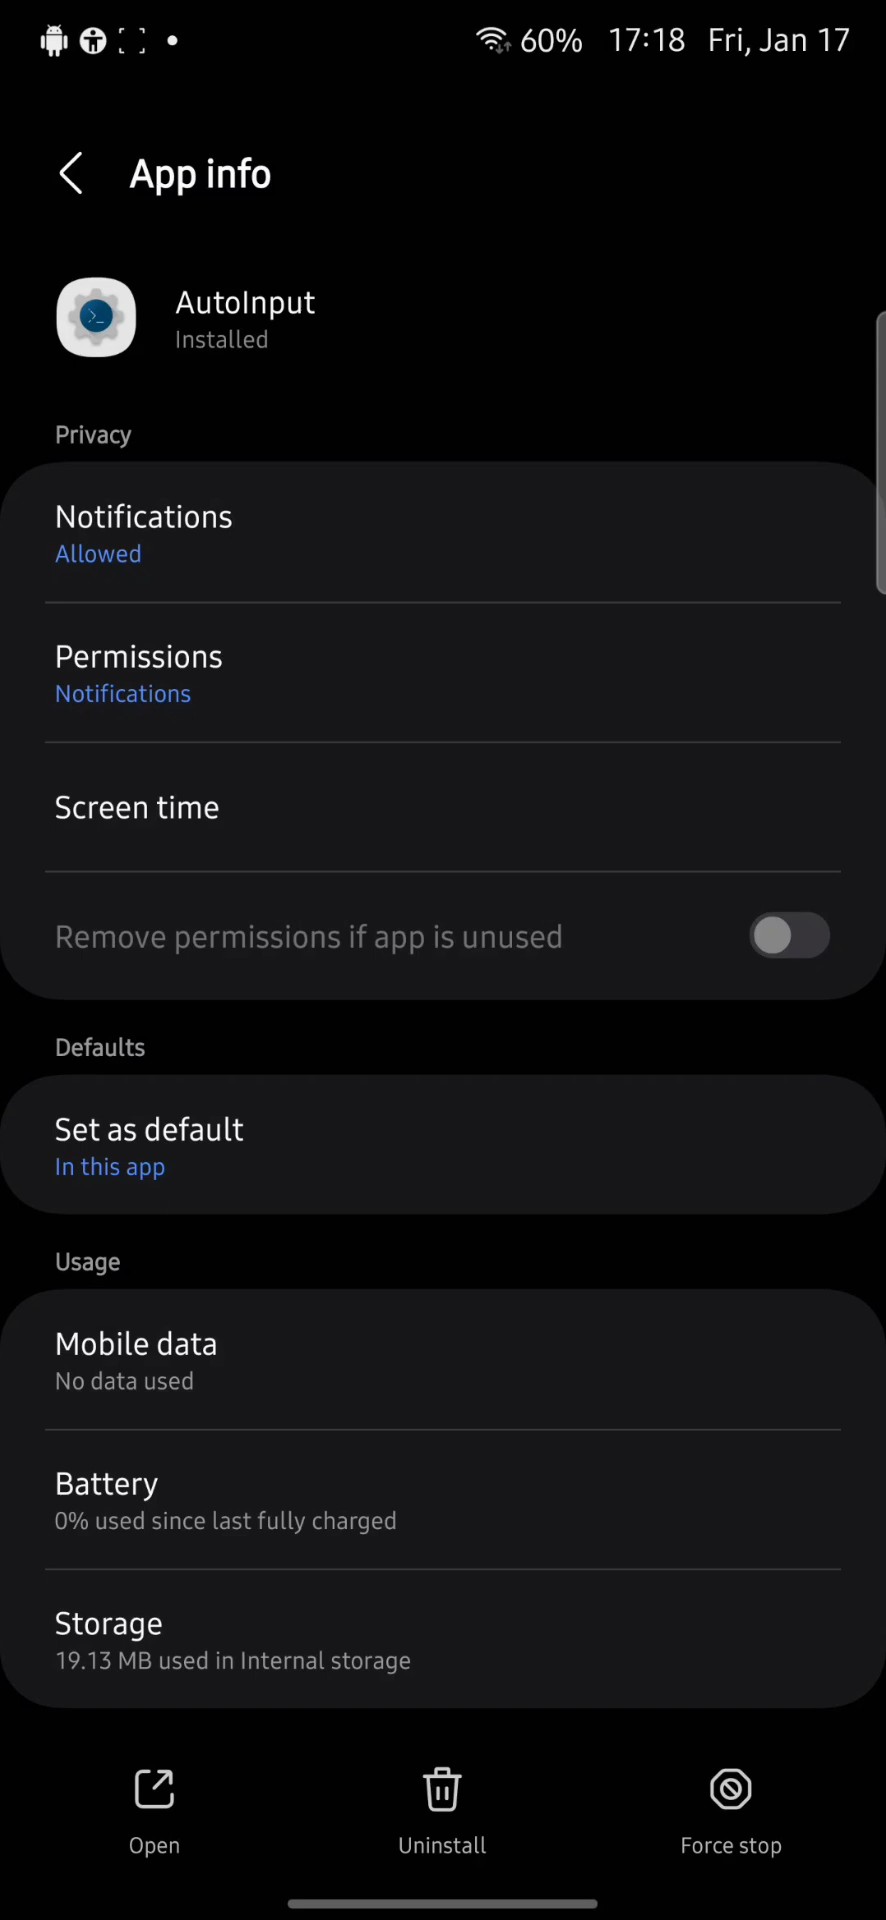 60% 17:18 Fri, Jan 17
App info
AutoInput
Installed
Privacy
Notifications
Allowed
Permissions
Notifications
Screen time
Remove permissions if app is unused
Defaults
Set as default
In this app
Usage
Mobile data
No data used
Battery
0% used since last fully charged
Storage
19.13 MB used in Internal storage
Open Uninstall Force stop